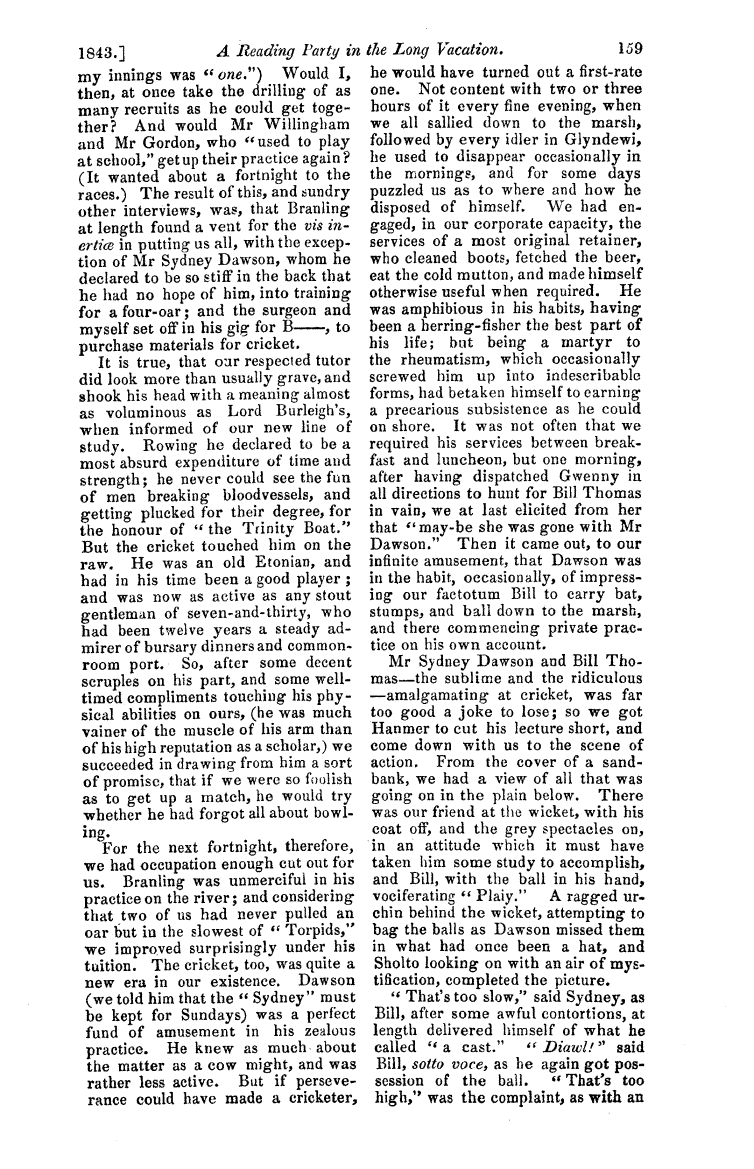 1843.] A Reading Party in the Long Vacation. 159
my innings was “one.”) Would I,
then, at once take the drilling of as
many recruits as he could get toge-
ther? And would Mr Willingham
and Mr Gordon, who “used to play
at school,” get up their practice again?
(It wanted about a fortnight to the
races.) The result of this, and sundry
other interviews, was, that Branling
at length found a vent for the vis in-
ertiæ in putting us all, with the excep-
tion of Mr Sydney Dawson, whom he
declared to be so stiff in the back that
he had no hope of him, into training
for a four-oar; and the surgeon and
myself set off in his gig for B——, to
purchase materials for cricket.
It is true, that our respected tutor
did look more than usually grave, and
shook his head with a meaning almost
as voluminous as Lord Burleigh’s,
when informed of our new line of
study. Rowing he declared to be a
most absurd expenditure of time and
strength; he never could see the fun
of men breaking bloodvessels, and
getting plucked for their degree, for
the honour of “the Trinity Boat.”
But the cricket touched him on the
raw. He was an old Etonian, and
had in his time been a good player;
and was now as active as any stout
gentleman of seven-and-thirty, who
had been twelve years a steady ad-
mirer of bursary dinners and common-
room port. So, after some decent
scruples on his part, and some well-
timed compliments touching his phy-
sical abilities on ours, (he was much
vainer of the muscle of his arm than
of his high reputation as a scholar,) we
succeeded in drawing from him a sort
of promise, that if we were so foolish
as to get up a match, he would try
whether he had forgot all about bowl-
ing.
For the next fortnight, therefore,
we had occupation enough cut out for
us. Branling was unmerciful in his
practice on the river; and considering
that two of us had never pulled an
oar but in the slowest of “Torpids,”
we improved surprisingly under his
tuition. The cricket, too, was quite a
new era in our existence. Dawson
(we told him that the “Sydney” must
be kept for Sundays) was a perfect
fund of amusement in his zealous
practice. He knew as much about
the matter as a cow might, and was
rather less active. But if perseve-
rance could have made a cricketer,
he would have turned out a first-rate
one. Not content with two or three
hours of it every fine evening, when
we all sallied down to the marsh,
followed by every idler in Glyndewi,
he used to disappear occasionally in
the mornings, and for some days
puzzled us as to where and how he
disposed of himself. We had en-
gaged, in our corporate capacity, the
services of a most original retainer,
who cleaned boots, fetched the beer,
eat the cold mutton, and made himself
otherwise useful when required. He
was amphibious in his habits, having
been a herring-fisher the best part of
his life; but being a martyr to
the rheumatism, which occasionally
screwed him up into indescribable
forms, had betaken himself to earning
a precarious subsistence as he could
on shore. It was not often that we
required his services between break-
fast and luncheon, but one morning,
after having dispatched Gwenny in
all directions to hunt for Bill Thomas
in vain, we at last elicited from her
that “may-be she was gone with Mr
Dawson.” Then it came out, to our
infinite amusement, that Dawson was
in the habit, occasionally, of impress-
ing our factotum Bill to carry bat,
stumps, and ball down to the marsh,
and there commencing private prac-
tice on his own account.
Mr Sydney Dawson and Bill Tho-
mas—the sublime and the ridiculous
—amalgamating at cricket, was far
too good a joke to lose; so we got
Hanmer to cut his lecture short, and
come down with us to the scene of
action. From the cover of a sand-
bank, we had a view of all that was
going on in the plain below. There
was our friend at the wicket, with his
coat off, and the grey spectacles on,
in an attitude which it must have
taken him some study to accomplish,
and Bill, with the ball in his hand,
vociferating “Plaiy.” A ragged ur-
chin behind the wicket, attempting to
bag the balls as Dawson missed them
in what had once been a hat, and
Sholto looking on with an air of mys-
tification, completed the picture.
“That’s too slow,” said Sydney, as
Bill, after some awful contortions, at
length delivered himself of what he
called “a cast.” “Diawl!” said
Bill, sotto voce, as he again got pos-
session of the ball. “That’s too
high,” was the complaint, as with an